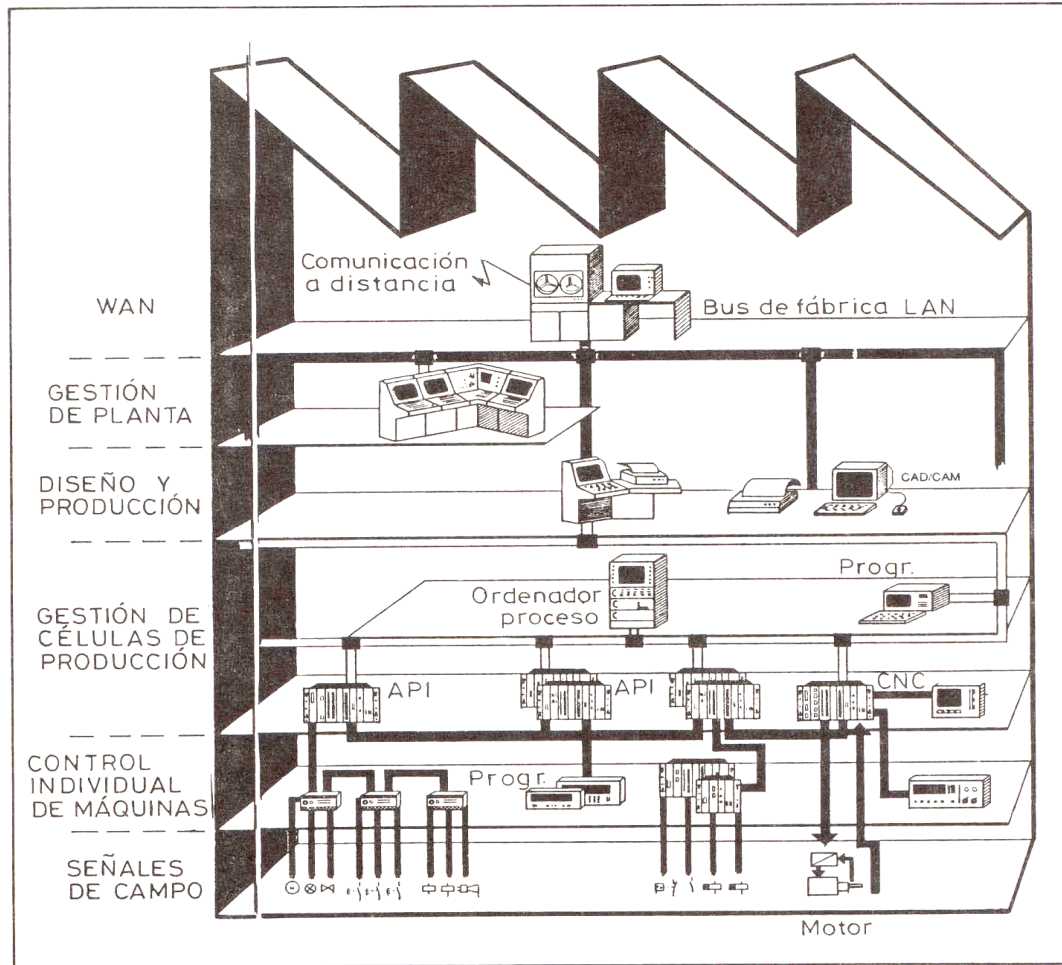 Comunicación
a distancia
WAN
Bus de fábrica LAN
GESTIÓN
DE PLANTA
DISEÑO Y
PRODUCCIÓN
CAD/CAM
Progr.
Ordenador
proceso
GESTIÓN DE
CÉLULAS DE
PRODUCCIÓN
API
API
CNC
CONTROL
INDIVIDUAL
DE MÁQUINAS
Progr.
SEÑALES
DE CAMPO
Motor